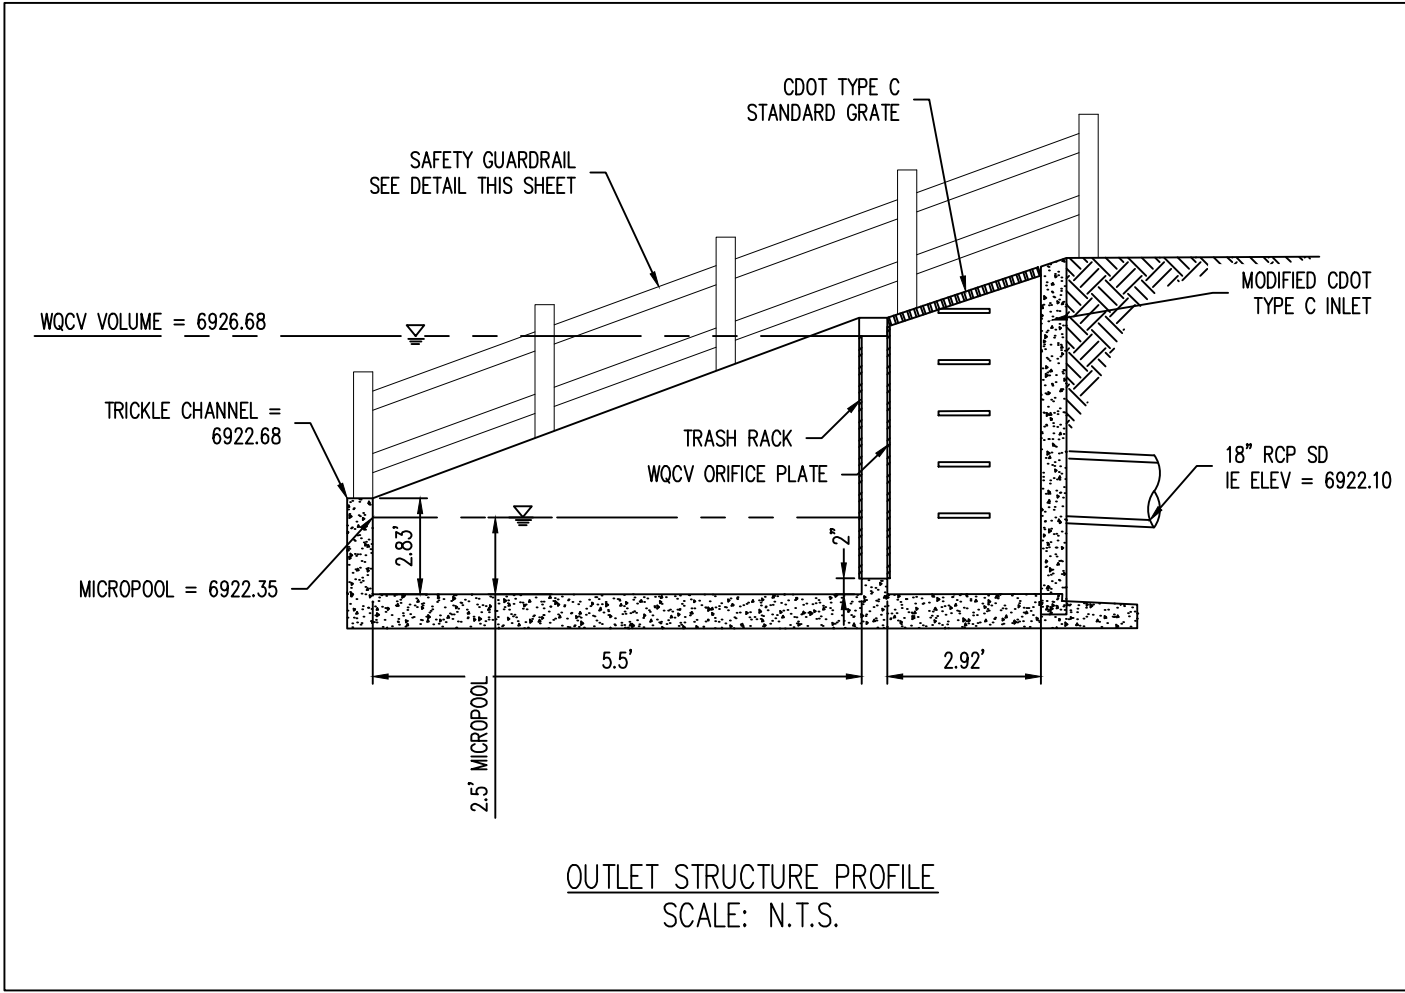 CDOT TYPE C
STANDARD GRATE
SAFETY GUARDRAIL
SEE DETAIL THIS SHEET
MODIFIED CDOT
TYPE C INLET
WQCV VOLUME = 6926.68
TRICKLE CHANNEL =
6922.68
TRASH RACK
WQCV ORIFICE PLATE
18" RCP SD
IE ELEV = 6922.10
2.83'
2"
MICROPOOL = 6922.35
5.5'
2.92'
2.5' MICROPOOL
OUTLET STRUCTURE PROFILE
SCALE: N.T.S.